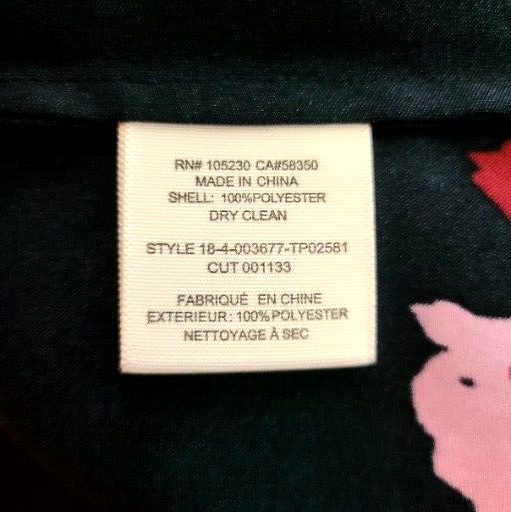 RN# 105230 CA#58350
MADE IN CHINA
SHELL: 100%POLYESTER
DRY CLEAN
STYLE 18-4-003677-TP02581
CUT 001133
FABRIQUÉ EN CHINE
EXTERIEUR: 100%POLYESTER
NETTOYAGE À SEC